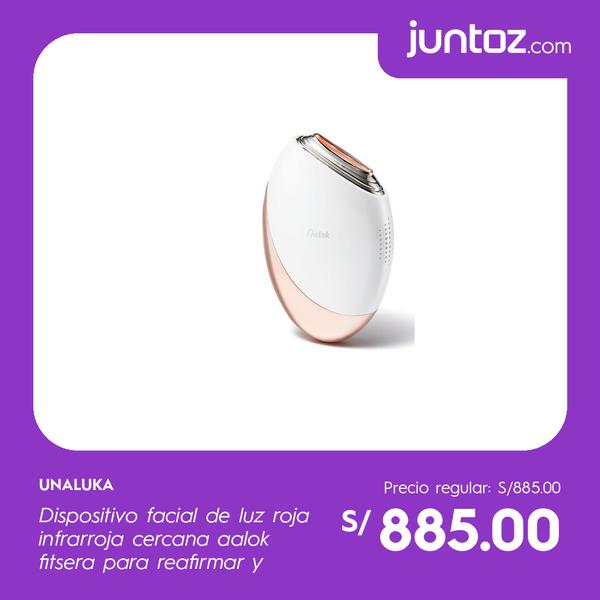 juntoz.com
Aalok
UNALUKA
Dispositivo facial de luz roja
infrarroja cercana aalok
fitsera para reafirmar y
Precio regular: S/885.00
S/ 885.00